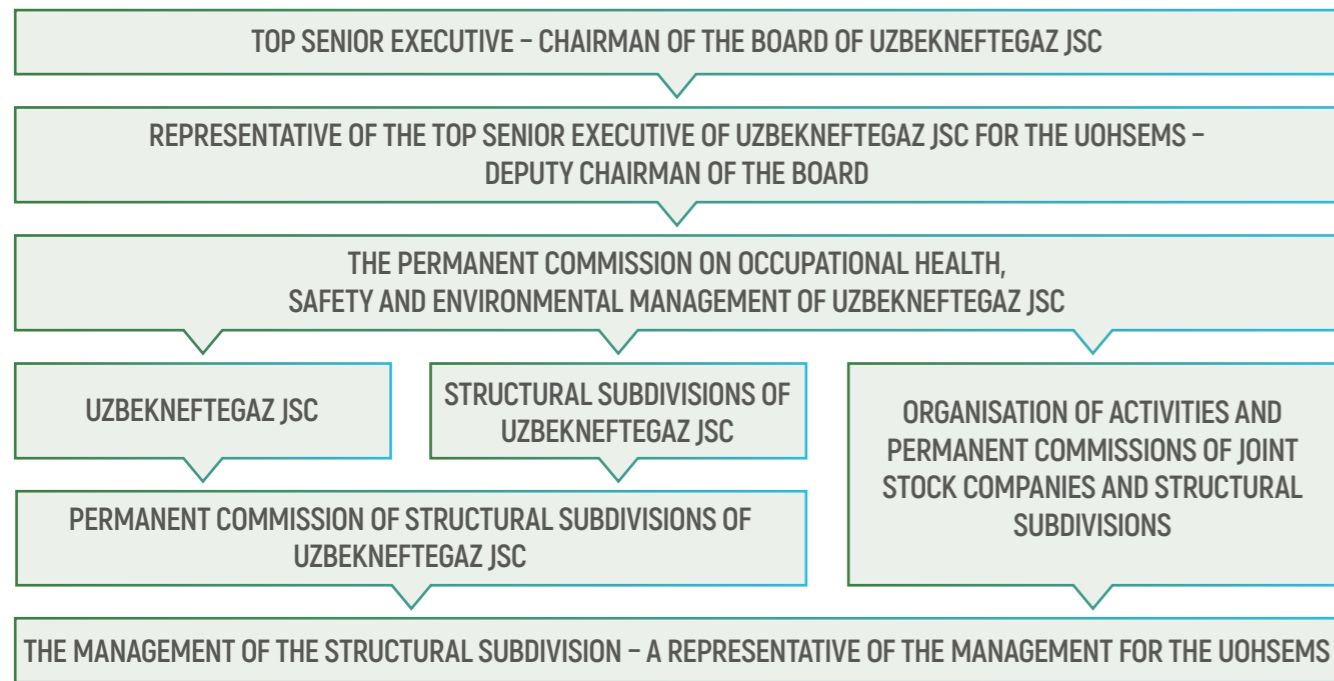 TOP SENIOR EXECUTIVE – CHAIRMAN OF THE BOARD OF UZBEKNEFTEGAZ JSC
REPRESENTATIVE OF THE TOP SENIOR EXECUTIVE OF UZBEKNEFTEGAZ JSC FOR THE UOHSEMS –
DEPUTY CHAIRMAN OF THE BOARD
THE PERMANENT COMMISSION ON OCCUPATIONAL HEALTH,
SAFETY AND ENVIRONMENTAL MANAGEMENT OF UZBEKNEFTEGAZ JSC
UZBEKNEFTEGAZ JSC
STRUCTURAL SUBDIVISIONS OF
UZBEKNEFTEGAZ JSC
ORGANISATION OF ACTIVITIES AND
PERMANENT COMMISSIONS OF JOINT
STOCK COMPANIES AND STRUCTURAL
SUBDIVISIONS
PERMANENT COMMISSION OF STRUCTURAL SUBDIVISIONS OF
UZBEKNEFTEGAZ JSC
THE MANAGEMENT OF THE STRUCTURAL SUBDIVISION – A REPRESENTATIVE OF THE MANAGEMENT FOR THE UOHSEMS